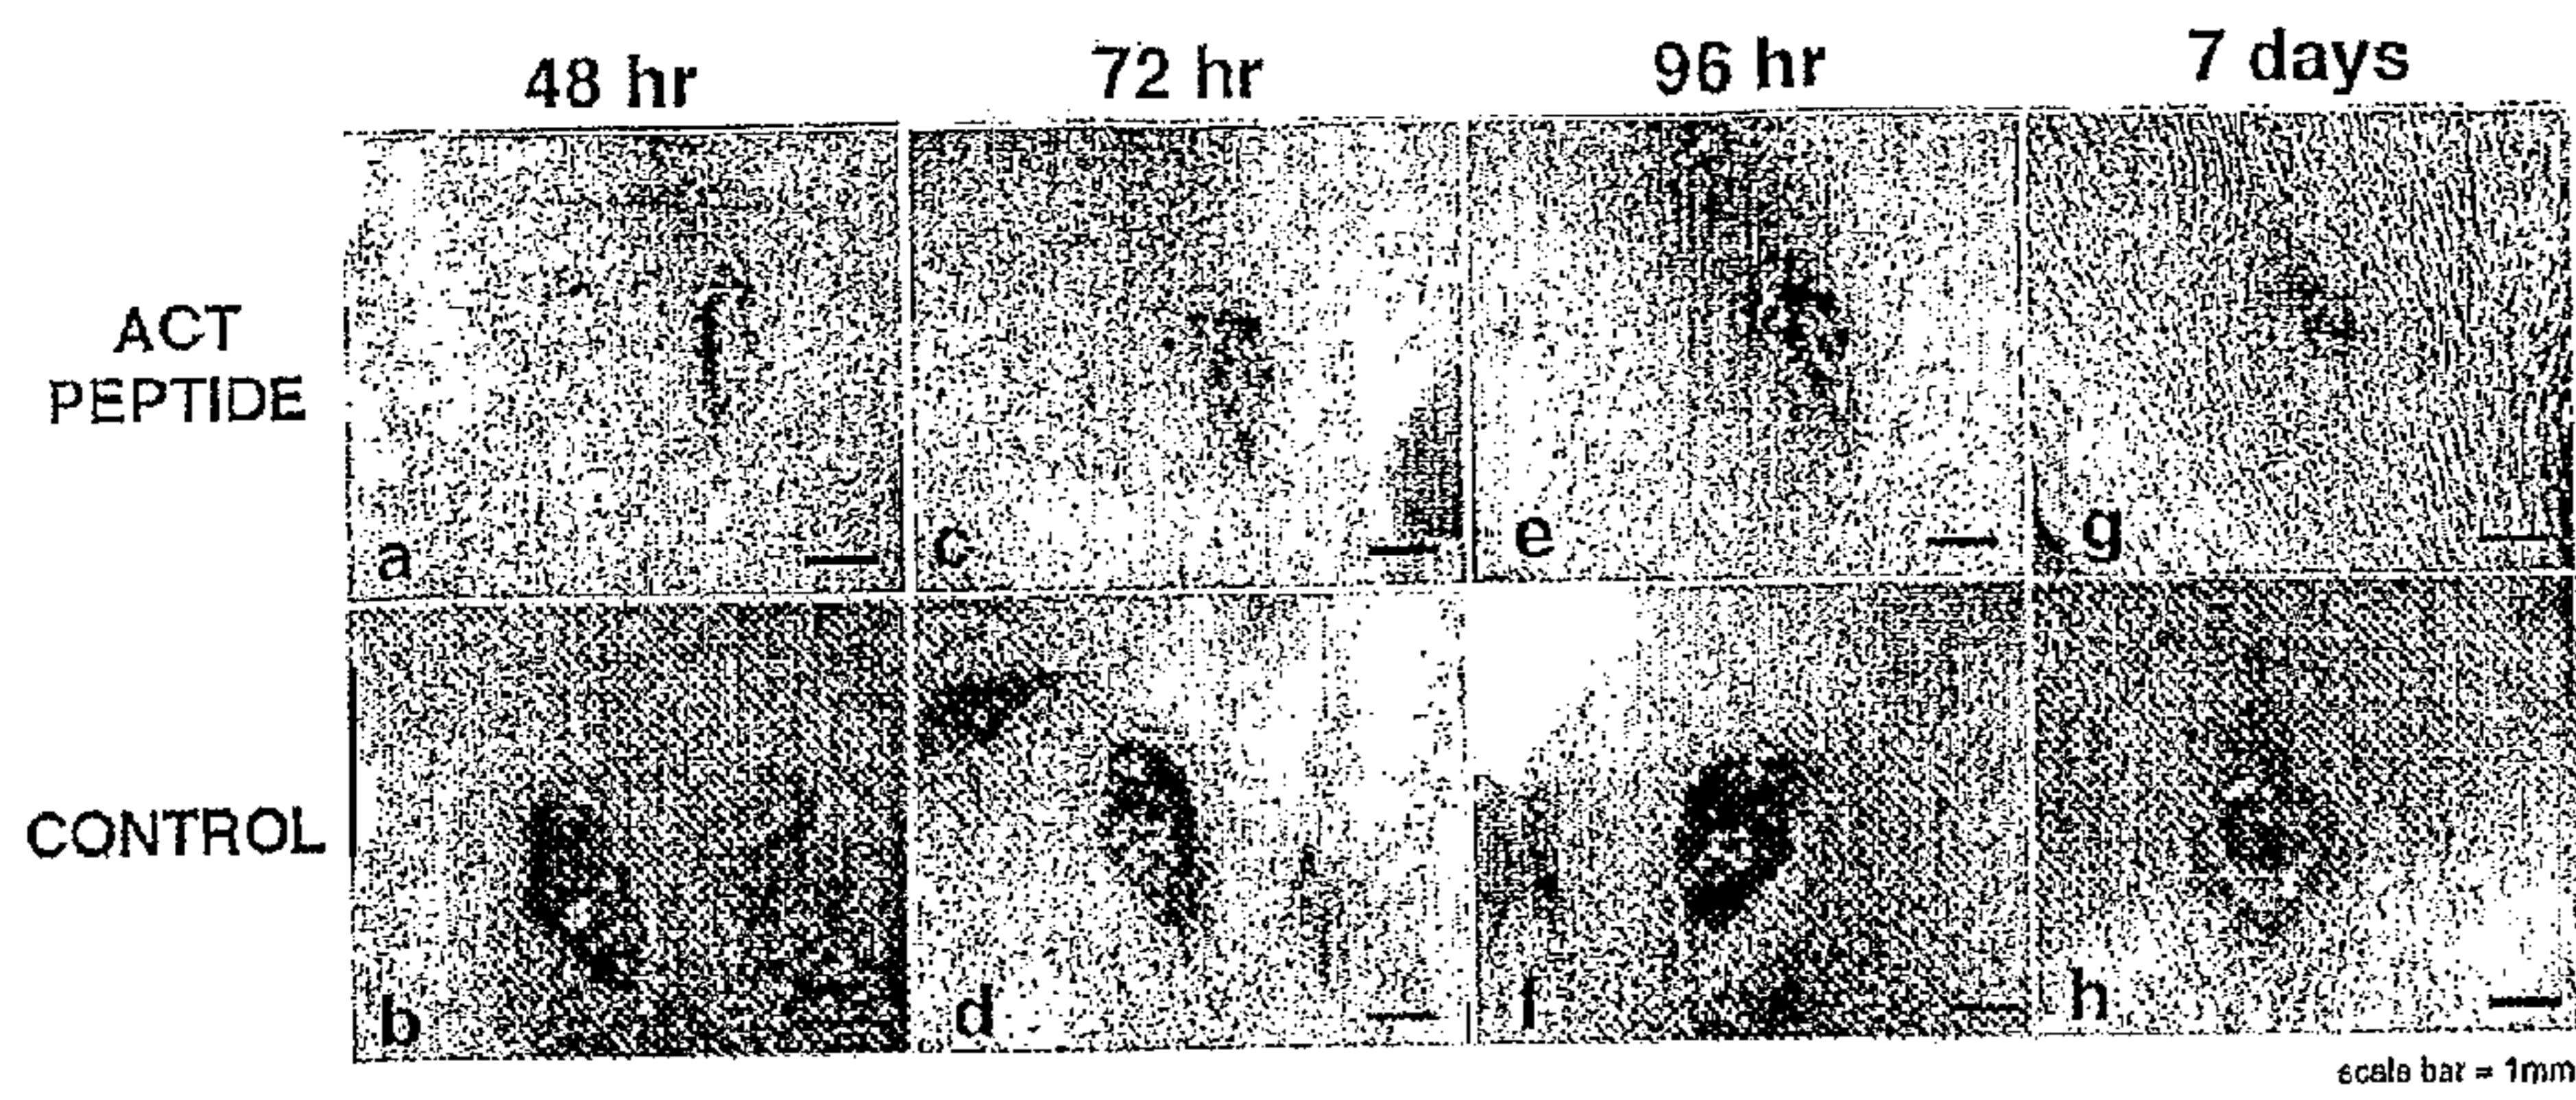 48 hr
72 hr
96 hr
7 days
ACT
PEPTIDE
a
c
e
g
CONTROL
b
d
f
h
scale bar = 1mm